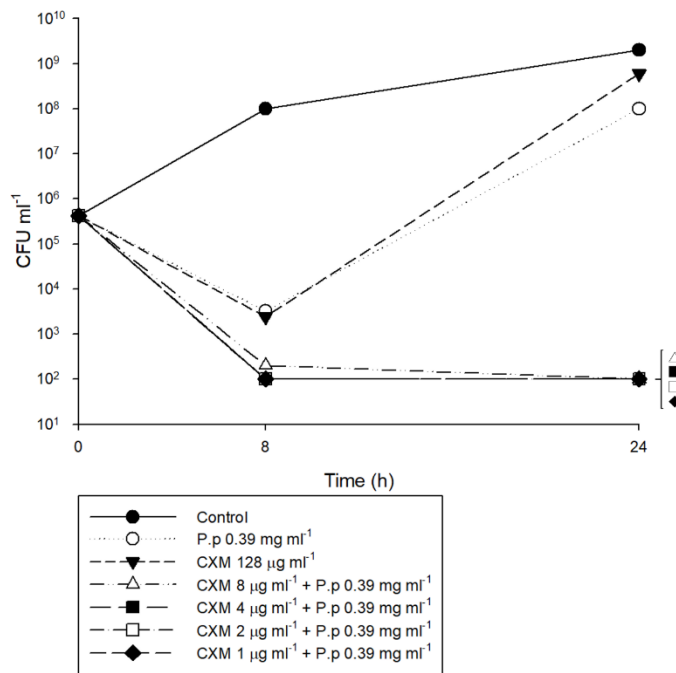 10¹⁰
10⁹
10⁸
10⁷
10⁶
10⁵
10⁴
10³
10²
10¹
CFU ml⁻¹
0 8 24
Time (h)
Control
P.p 0.39 mg ml⁻¹
CXM 128 μg ml⁻¹
CXM 8 μg ml⁻¹ + P.p 0.39 mg ml⁻¹
CXM 4 μg ml⁻¹ + P.p 0.39 mg ml⁻¹
CXM 2 μg ml⁻¹ + P.p 0.39 mg ml⁻¹
CXM 1 μg ml⁻¹ + P.p 0.39 mg ml⁻¹